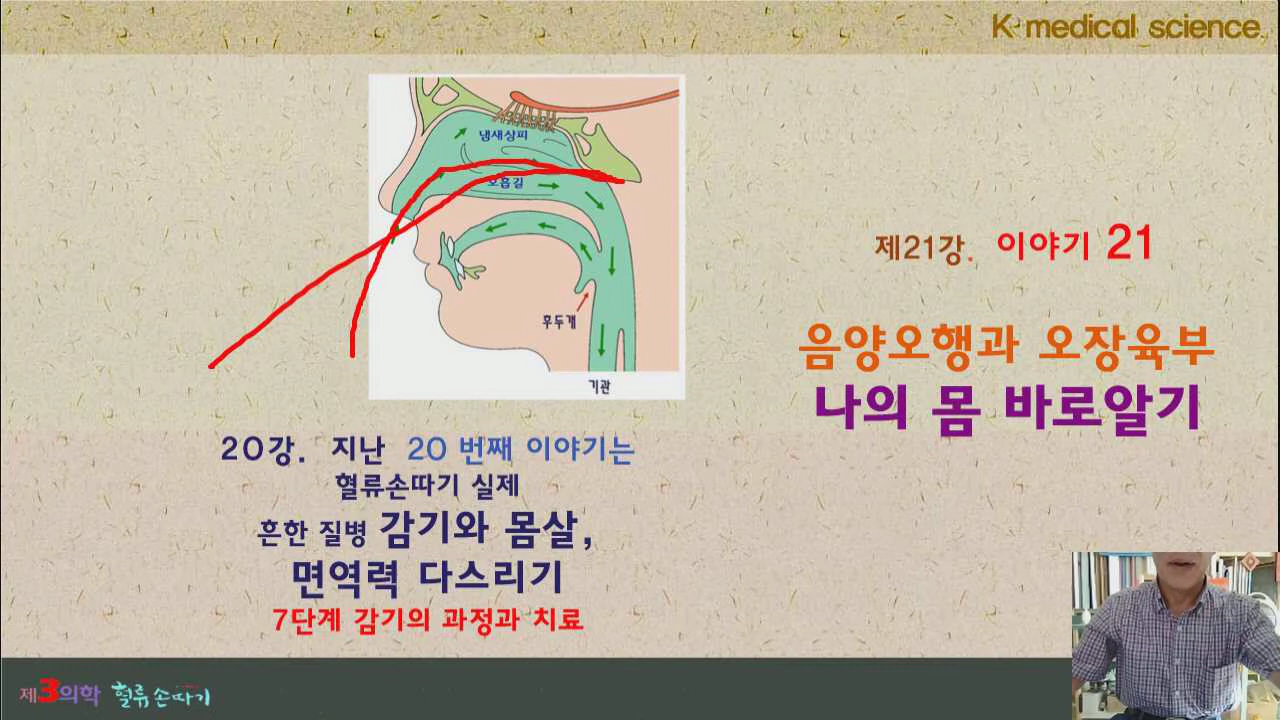 K medical science
냄새상피
호흡길
후두개
기관
제21강. 이야기 21
음양오행과 오장육부
나의 몸 바로알기
20강. 지난 20 번째 이야기는
혈류손따기 실제
흔한 질병 감기와 몸살,
면역력 다스리기
7단계 감기의 과정과 치료
제3의학 혈류손따기